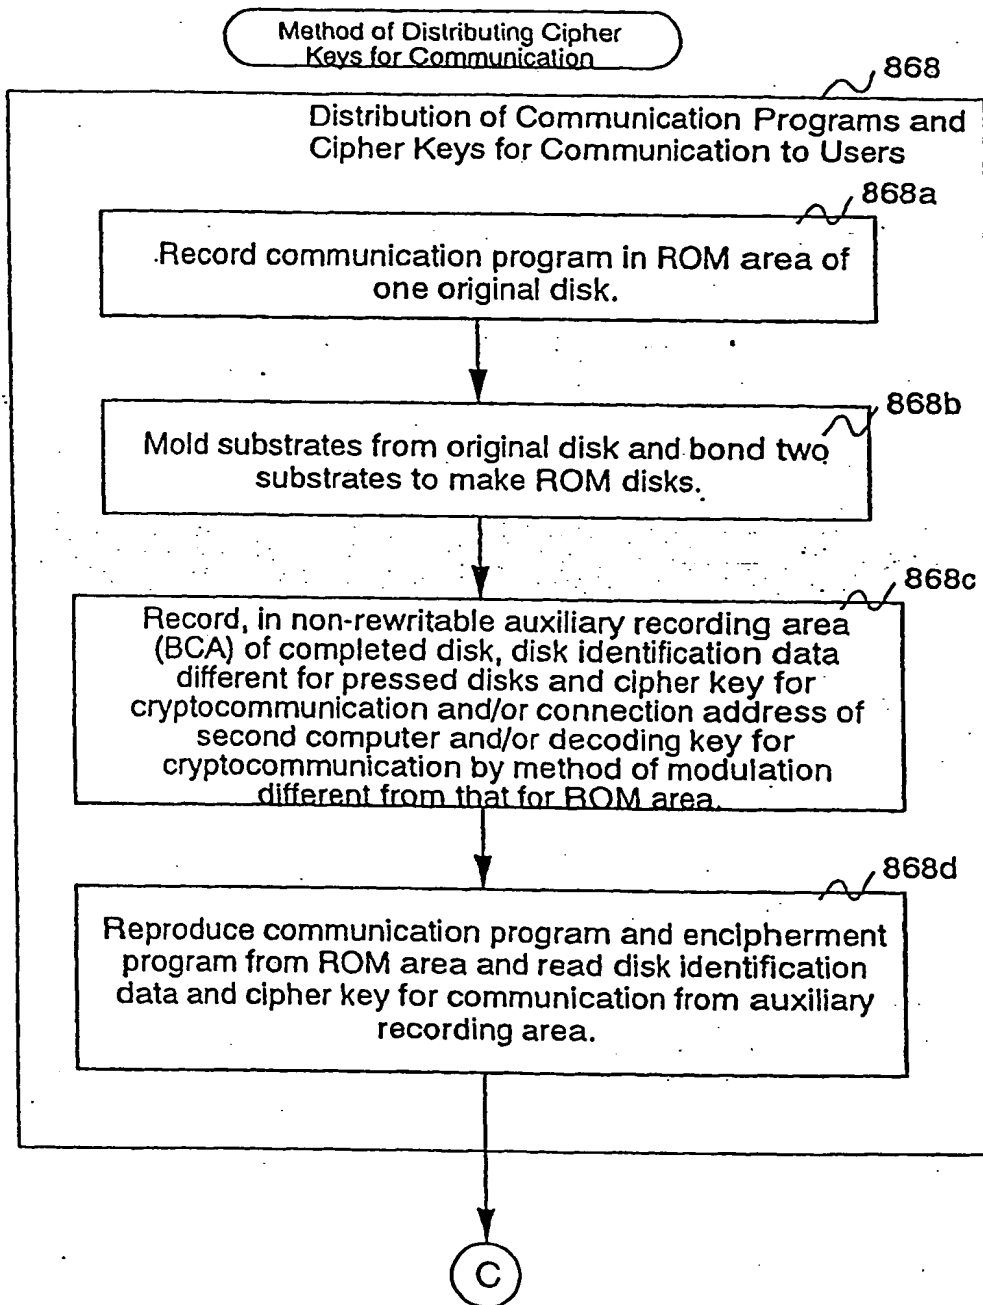 Method of Distributing Cipher
Keys for Communication
868
Distribution of Communication Programs and
Cipher Keys for Communication to Users
868a
Record communication program in ROM area of
one original disk.
868b
Mold substrates from original disk and bond two
substrates to make ROM disks.
868c
Record, in non-rewritable auxiliary recording area
(BCA) of completed disk, disk identification data
different for pressed disks and cipher key for
cryptocommunication and/or connection address of
second computer and/or decoding key for
cryptocommunication by method of modulation
different from that for ROM area.
868d
Reproduce communication program and encipherment
program from ROM area and read disk identification
data and cipher key for communication from auxiliary
recording area.
C